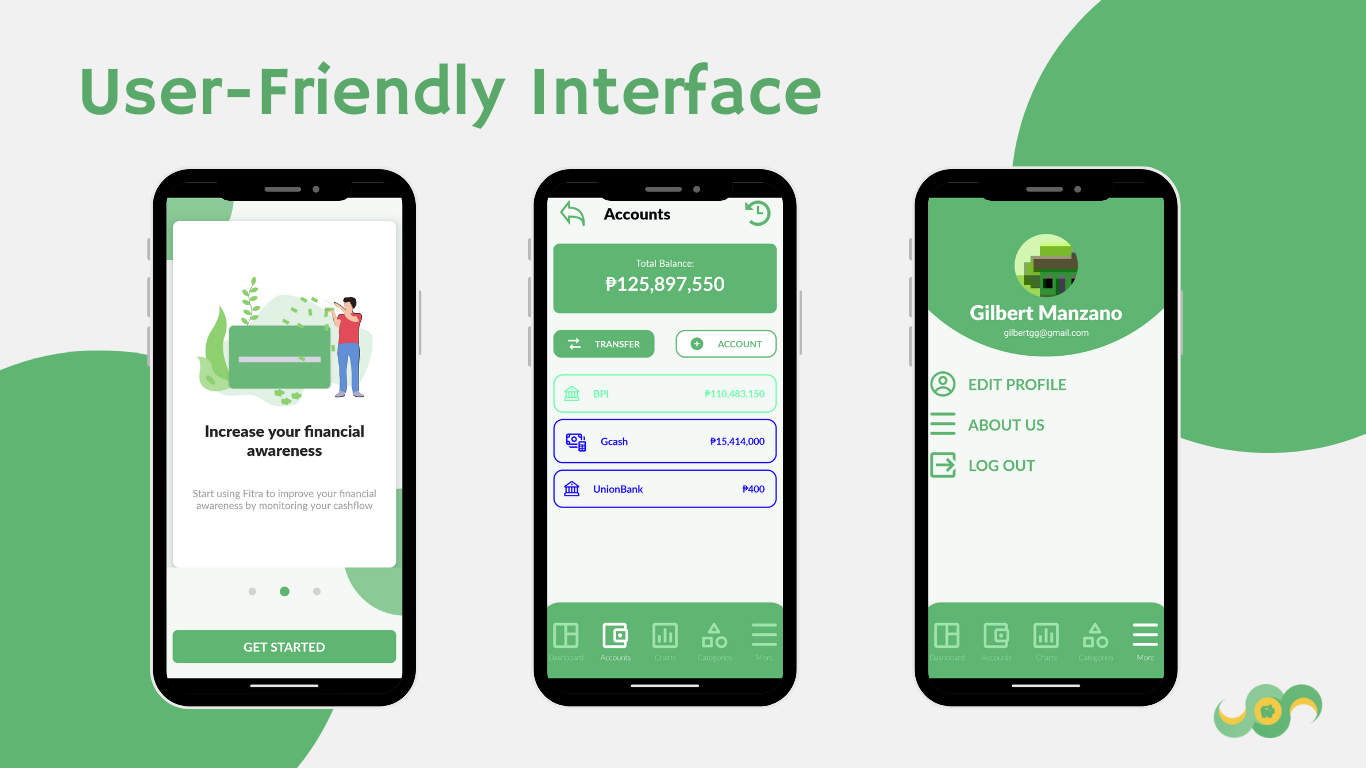 User-Friendly Interface
Increase your financial
awareness
Start using Fitra to improve your financial
awareness by monitoring your cashflow
GET STARTED
Accounts
Total Balance:
₱125,897,550
TRANSFER
ACCOUNT
BPI
₱110,483,150
Gcash
₱15,414,000
UnionBank
₱400
Dashboard
Accounts
Charts
Categories
More
Gilbert Manzano
gilbertgg@gmail.com
EDIT PROFILE
ABOUT US
LOG OUT
Dashboard
Accounts
Charts
Categories
More